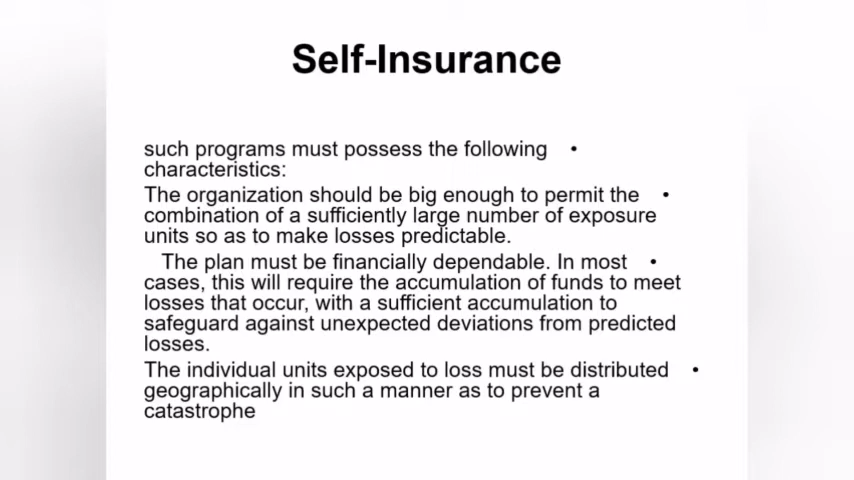 Self-Insurance
such programs must possess the following •
characteristics:
The organization should be big enough to permit the •
combination of a sufficiently large number of exposure
units so as to make losses predictable.
The plan must be financially dependable. In most •
cases, this will require the accumulation of funds to meet
losses that occur, with a sufficient accumulation to
safeguard against unexpected deviations from predicted
losses.
The individual units exposed to loss must be distributed •
geographically in such a manner as to prevent a
catastrophe